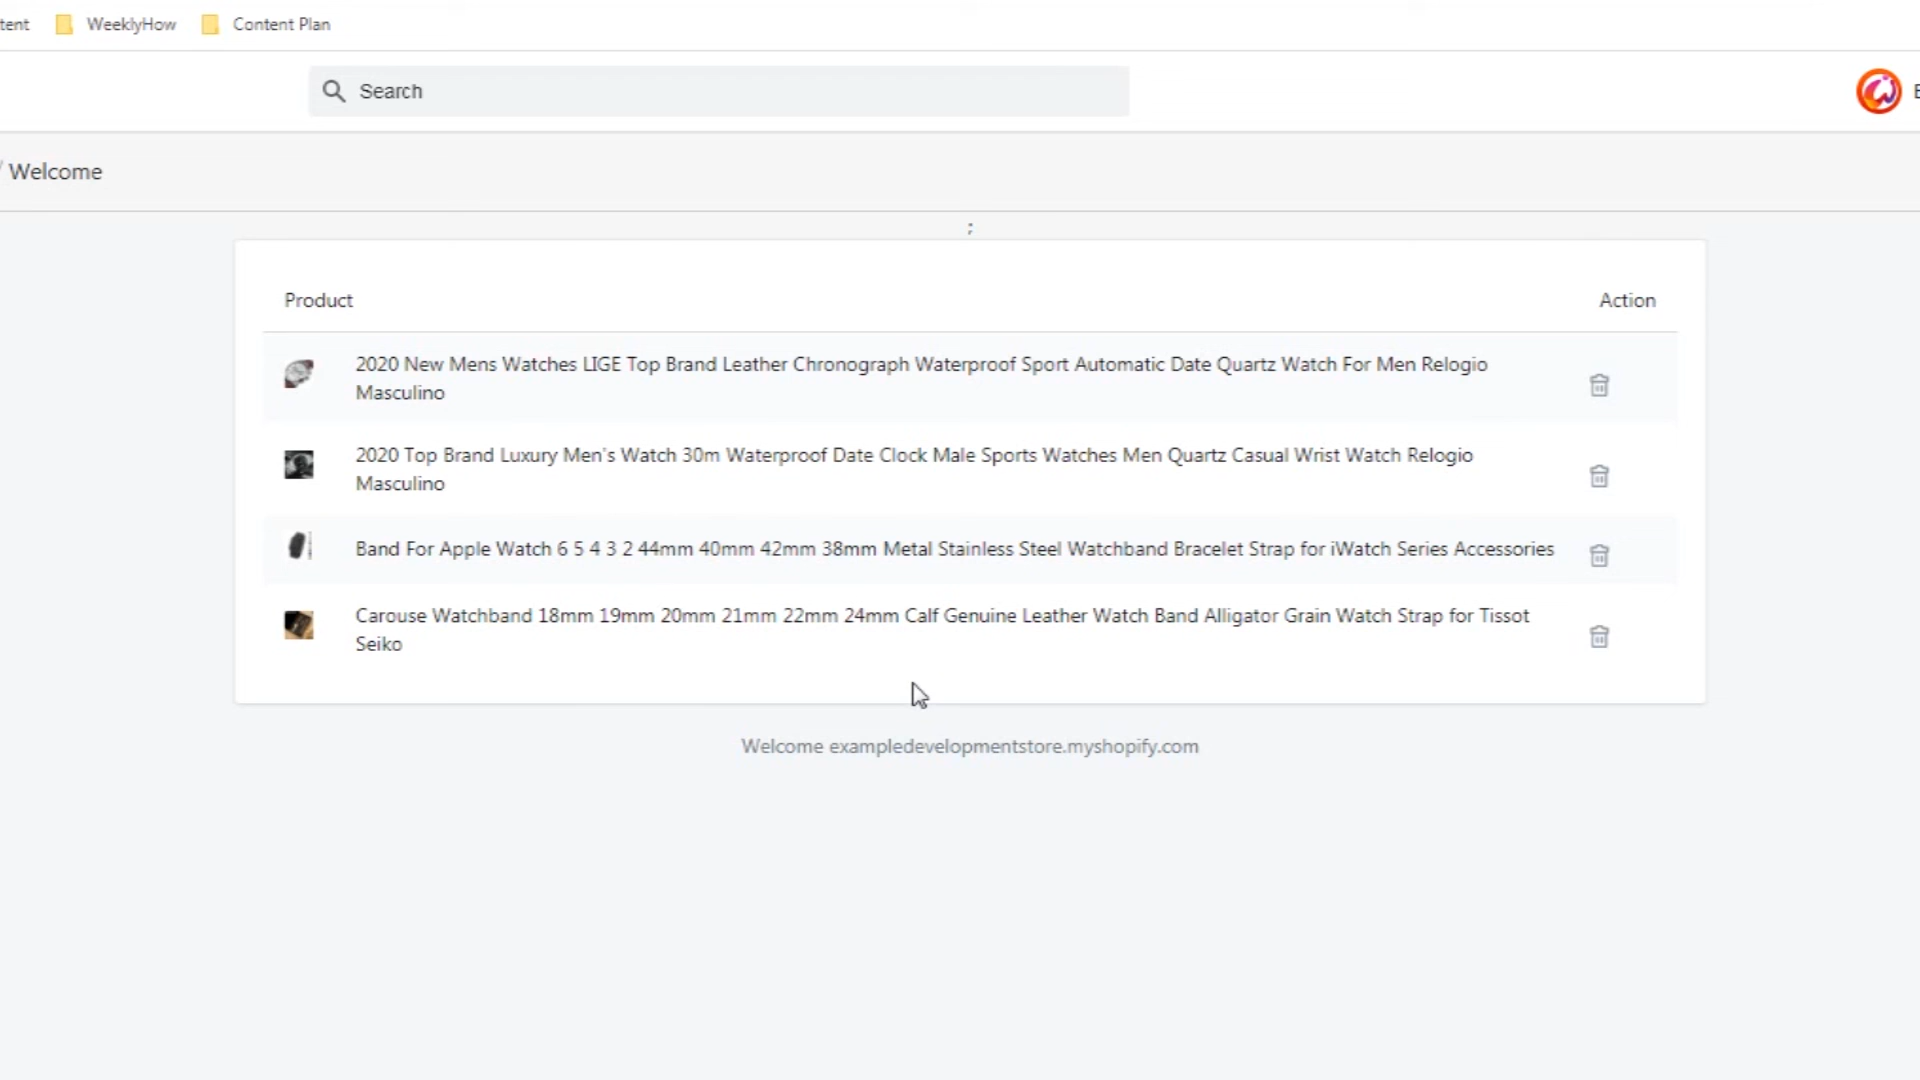 tent WeeklyHow Content Plan
Search
E
/ Welcome
;
Product Action
2020 New Mens Watches LIGE Top Brand Leather Chronograph Waterproof Sport Automatic Date Quartz Watch For Men Relogio
Masculino
2020 Top Brand Luxury Men's Watch 30m Waterproof Date Clock Male Sports Watches Men Quartz Casual Wrist Watch Relogio
Masculino
Band For Apple Watch 6 5 4 3 2 44mm 40mm 42mm 38mm Metal Stainless Steel Watchband Bracelet Strap for iWatch Series Accessories
Carouse Watchband 18mm 19mm 20mm 21mm 22mm 24mm Calf Genuine Leather Watch Band Alligator Grain Watch Strap for Tissot
Seiko
Welcome exampledevelopmentstore.myshopify.com